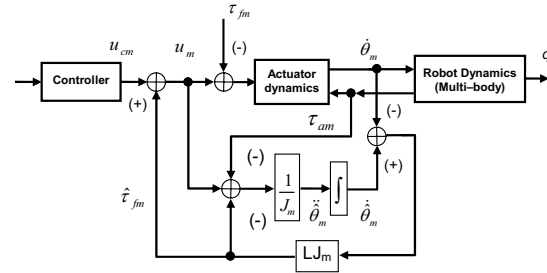 τ_fm
u_cm u_m (-) θ̇_m q
Controller
(+)
Actuator
dynamics
Robot Dynamics
(Multi–body)
(-)
τ_am
(-)
(+)
τ̂_fm
(-)
1/J_m
∫
θ̂̈_m θ̂̇_m
LJ_m